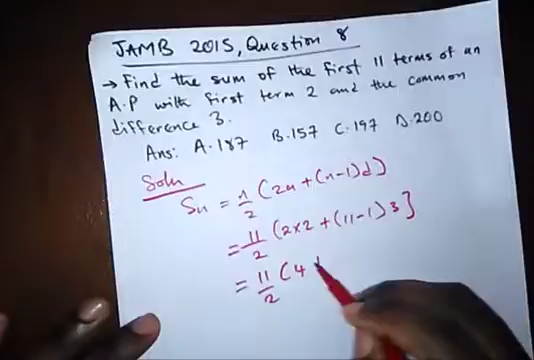 JAMB 2015, Question 8
→ Find the sum of the first 11 terms of an
A.P with first term 2 and the common
difference 3.
Ans: A.187 B.157 C.197 D.200
Soln
Sn = n/2 (2a + (n-1)d)
= 11/2 (2×2 + (11-1)3]
= 11/2 (4